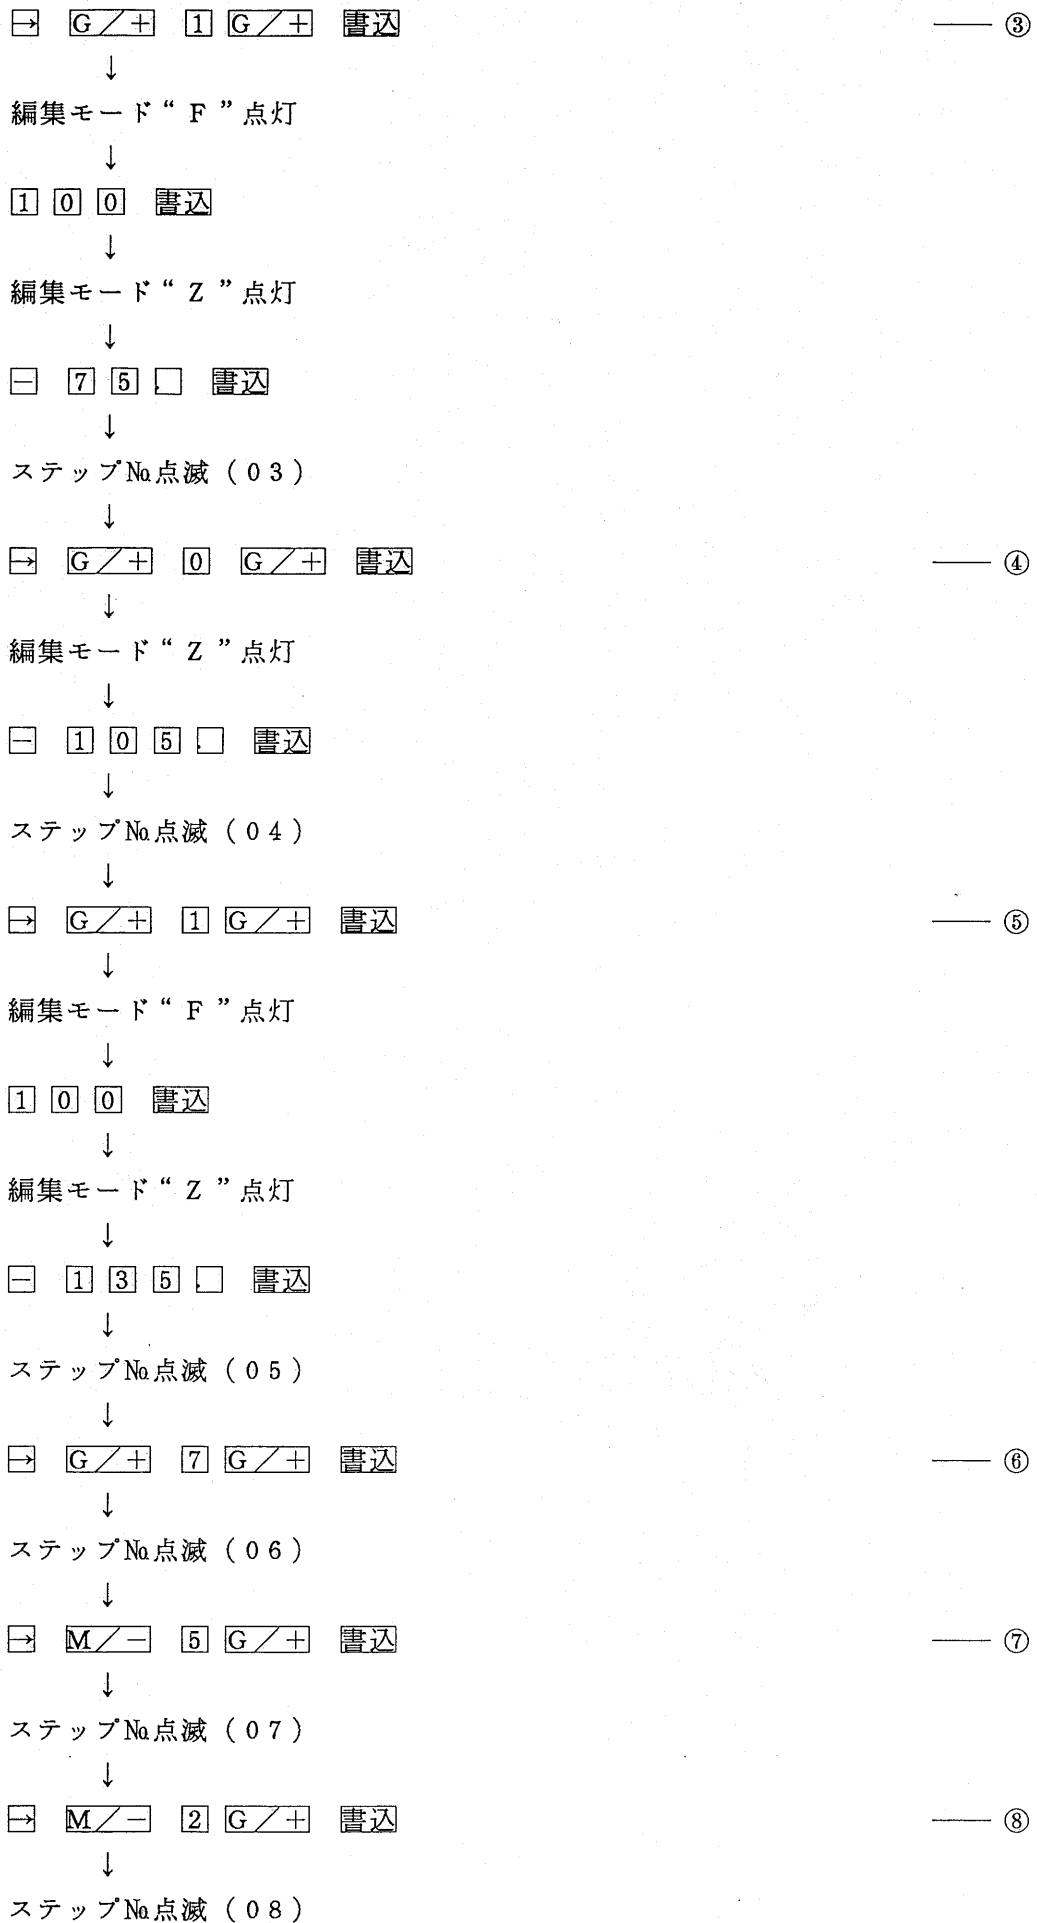 → G／＋ 1 G／＋ 書込 —— ③
↓
編集モード“F”点灯
↓
1 0 0 書込
↓
編集モード“Z”点灯
↓
－ 7 5 . 書込
↓
ステップ№点滅（03）
↓
→ G／＋ 0 G／＋ 書込 —— ④
↓
編集モード“Z”点灯
↓
－ 1 0 5 . 書込
↓
ステップ№点滅（04）
↓
→ G／＋ 1 G／＋ 書込 —— ⑤
↓
編集モード“F”点灯
↓
1 0 0 書込
↓
編集モード“Z”点灯
↓
－ 1 3 5 . 書込
↓
ステップ№点滅（05）
↓
→ G／＋ 7 G／＋ 書込 —— ⑥
↓
ステップ№点滅（06）
↓
→ M／－ 5 G／＋ 書込 —— ⑦
↓
ステップ№点滅（07）
↓
→ M／－ 2 G／＋ 書込 —— ⑧
↓
ステップ№点滅（08）